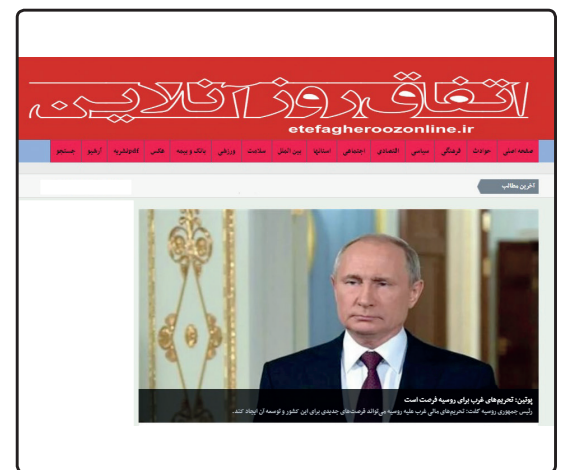 اتفاق روز آنلاین
etefagheroozonline.ir
صفحه اصلی حوادث فرهنگی سیاسی اقتصادی اجتماعی استانها بین الملل سلامت ورزشی بانک و بیمه عکس pdfنشریه آرشیو جستجو
آخرین مطالب
پوتین: تحریم‌های غرب برای روسیه فرصت است
رئیس جمهوری روسیه گفت: تحریم‌های مالی غرب علیه روسیه می‌تواند فرصت‌های جدیدی برای این کشور و توسعه آن ایجاد کند.